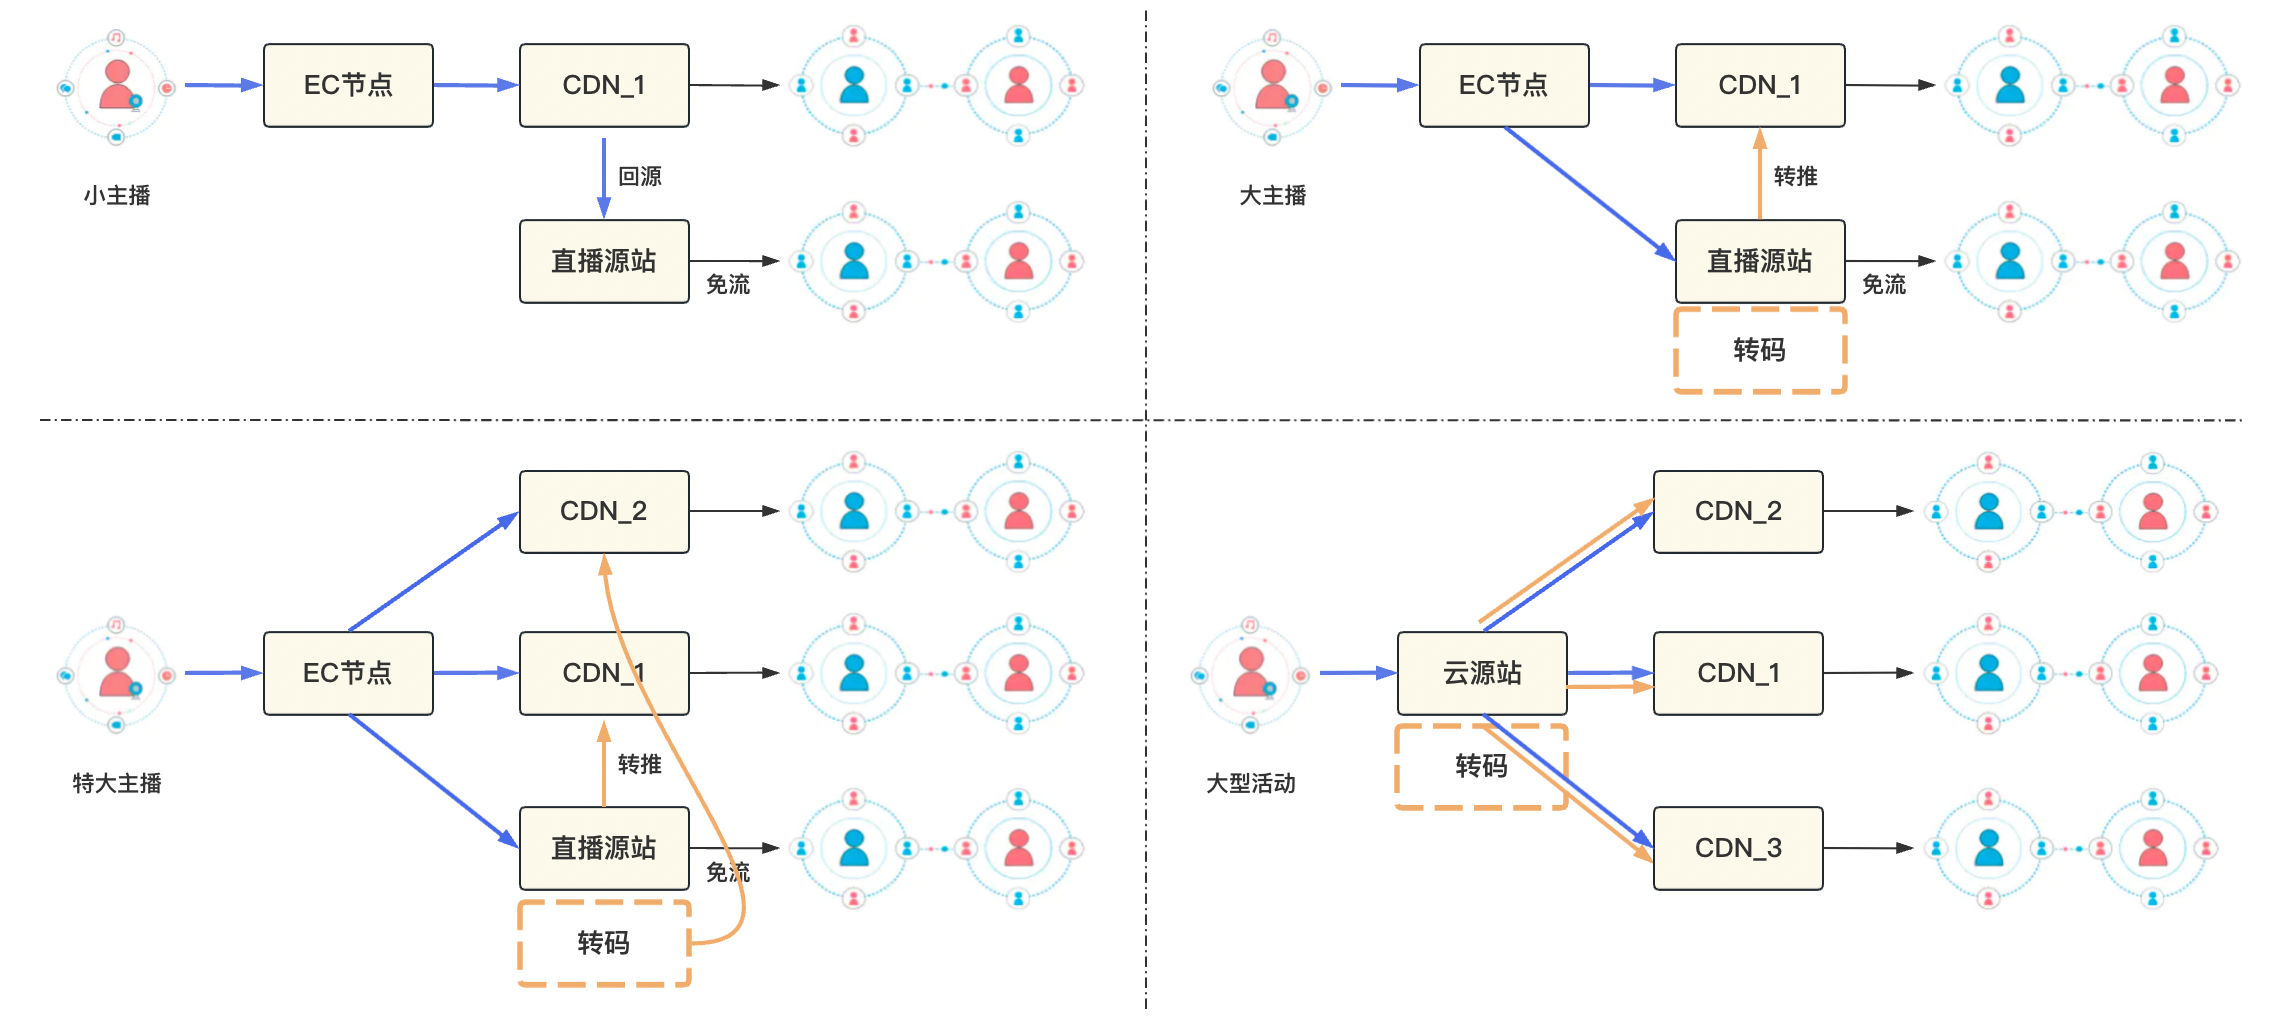 EC节点
CDN_1
回源
小主播
直播源站
免流
EC节点
CDN_1
转推
大主播
直播源站
免流
转码
CDN_2
EC节点
CDN_1
转推
特大主播
直播源站
免流
转码
CDN_2
云源站
CDN_1
转码
大型活动
CDN_3